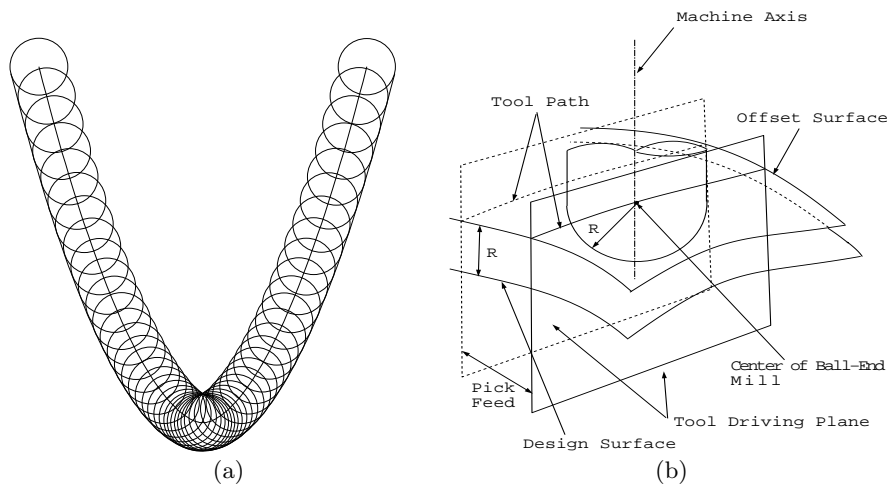 Machine Axis
Tool Path
Offset Surface
R
R
Center of Ball-End
Mill
Pick
Feed
Tool Driving Plane
Design Surface
(a)
(b)